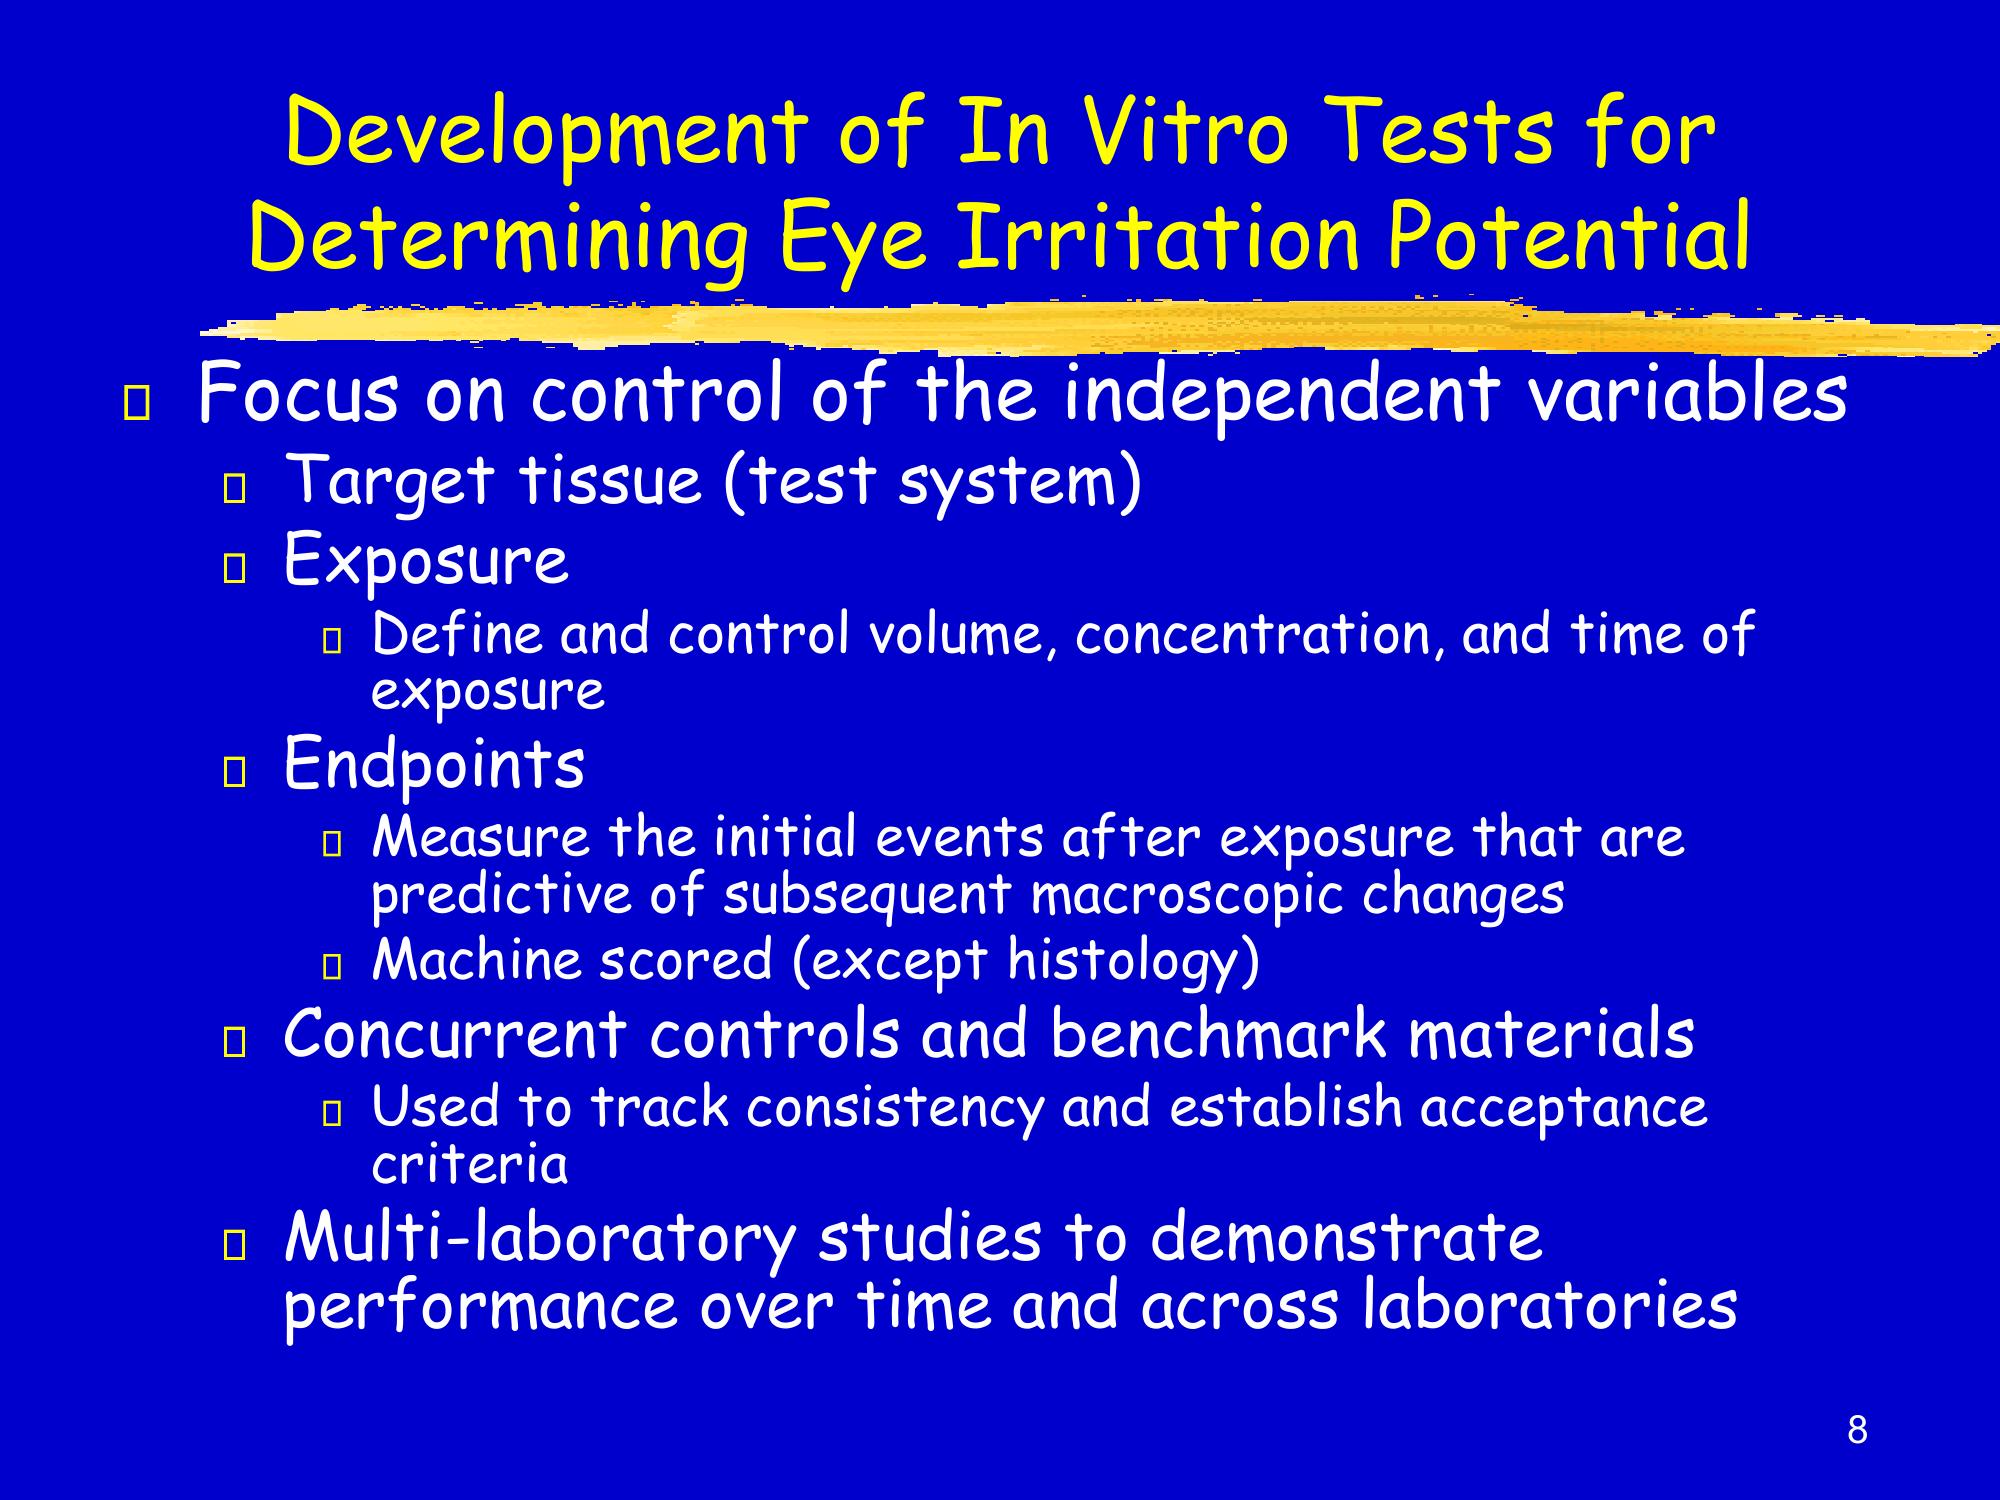 Development of In Vitro Tests for
Determining Eye Irritation Potential
Focus on control of the independent variables
Target tissue (test system)
Exposure
Define and control volume, concentration, and time of
exposure
Endpoints
Measure the initial events after exposure that are
predictive of subsequent macroscopic changes
Machine scored (except histology)
Concurrent controls and benchmark materials
Used to track consistency and establish acceptance
criteria
Multi-laboratory studies to demonstrate
performance over time and across laboratories
8